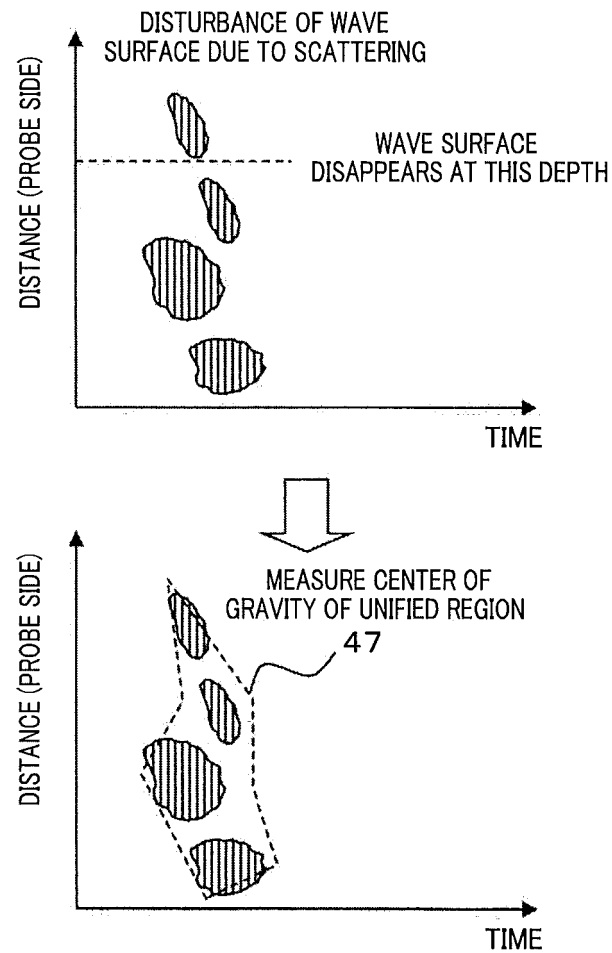 DISTURBANCE OF WAVE
SURFACE DUE TO SCATTERING
DISTANCE (PROBE SIDE)
WAVE SURFACE
DISAPPEARS AT THIS DEPTH
TIME
DISTANCE (PROBE SIDE)
MEASURE CENTER OF
GRAVITY OF UNIFIED REGION
47
TIME